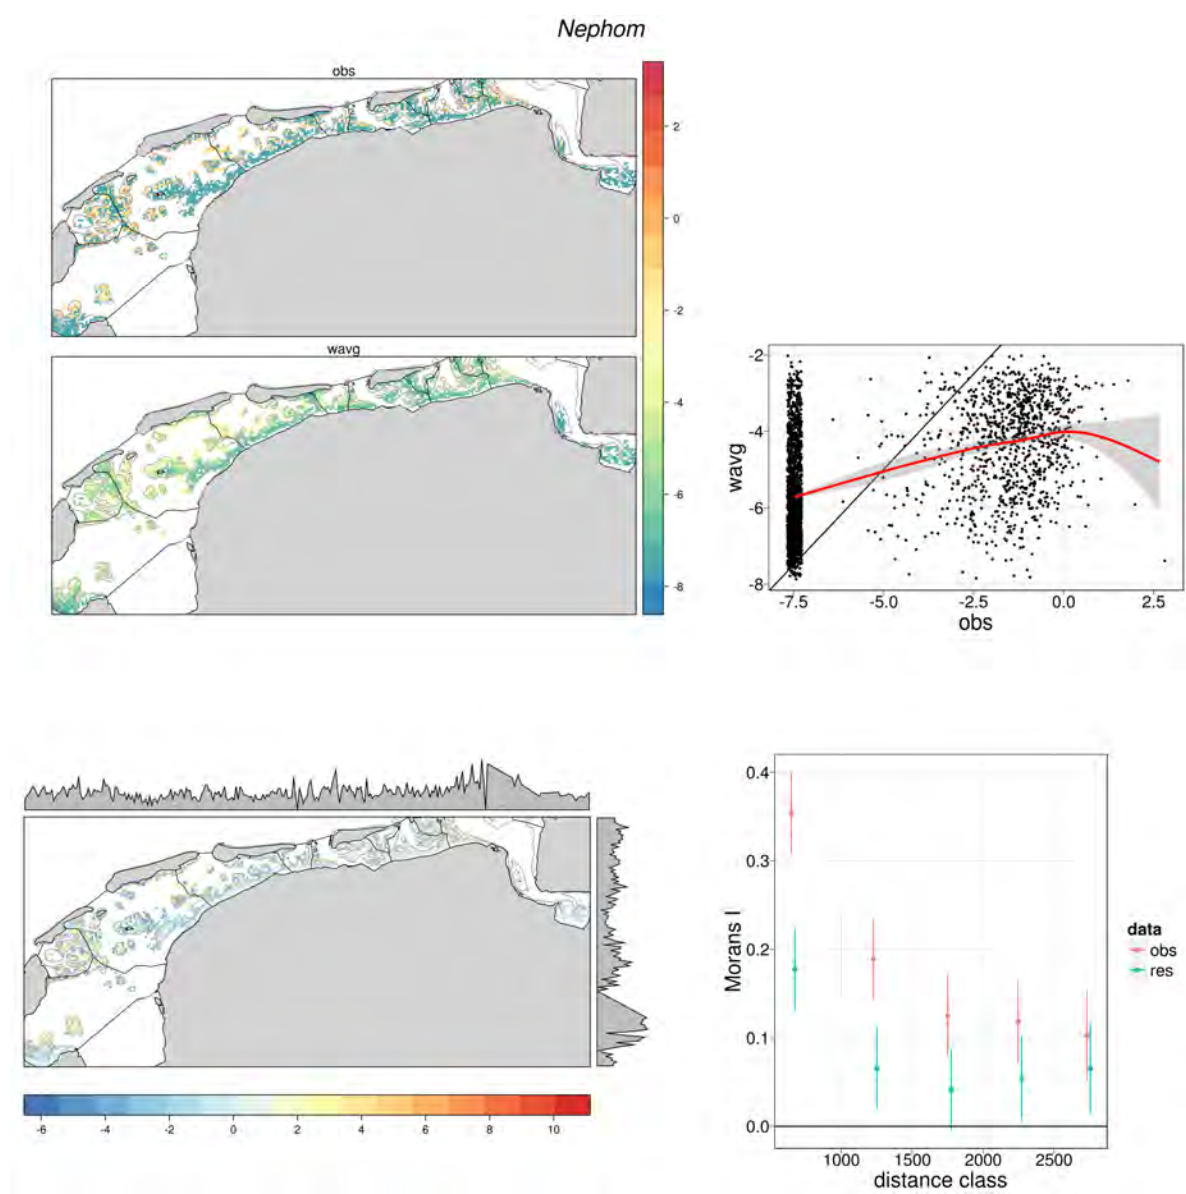 Nephom
obs
2
0
-2
-4
-6
-8
wavg
-2
-4
-6
-8
wavg
-7.5 -5.0 -2.5 0.0 2.5
obs
0.4
0.3
0.2
0.1
0.0
Morans I
data
obs
res
-6 -4 -2 0 2 4 6 8 10
1000 1500 2000 2500
distance class